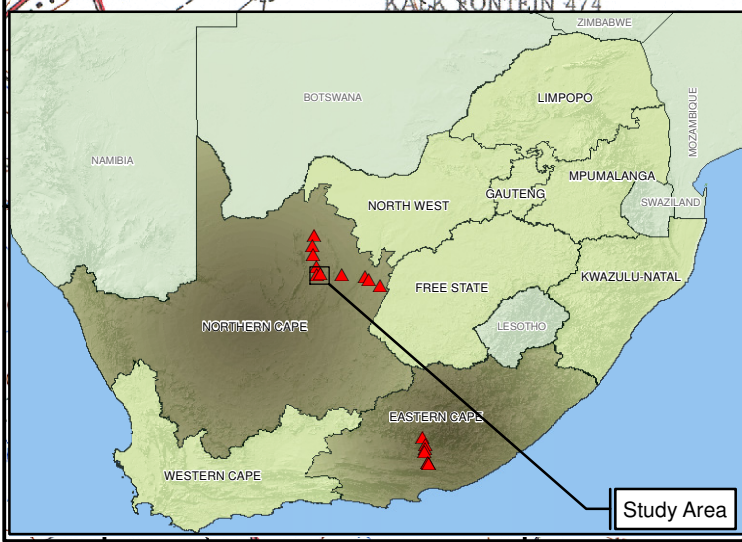 KALK FONTEIN 474
ZIMBABWE
BOTSWANA
LIMPOPO
MOZAMBIQUE
NAMIBIA
MPUMALANGA
GAUTENG
NORTH WEST
SWAZILAND
KWAZULU-NATAL
FREE STATE
NORTHERN CAPE
LESOTHO
EASTERN CAPE
WESTERN CAPE
Study Area